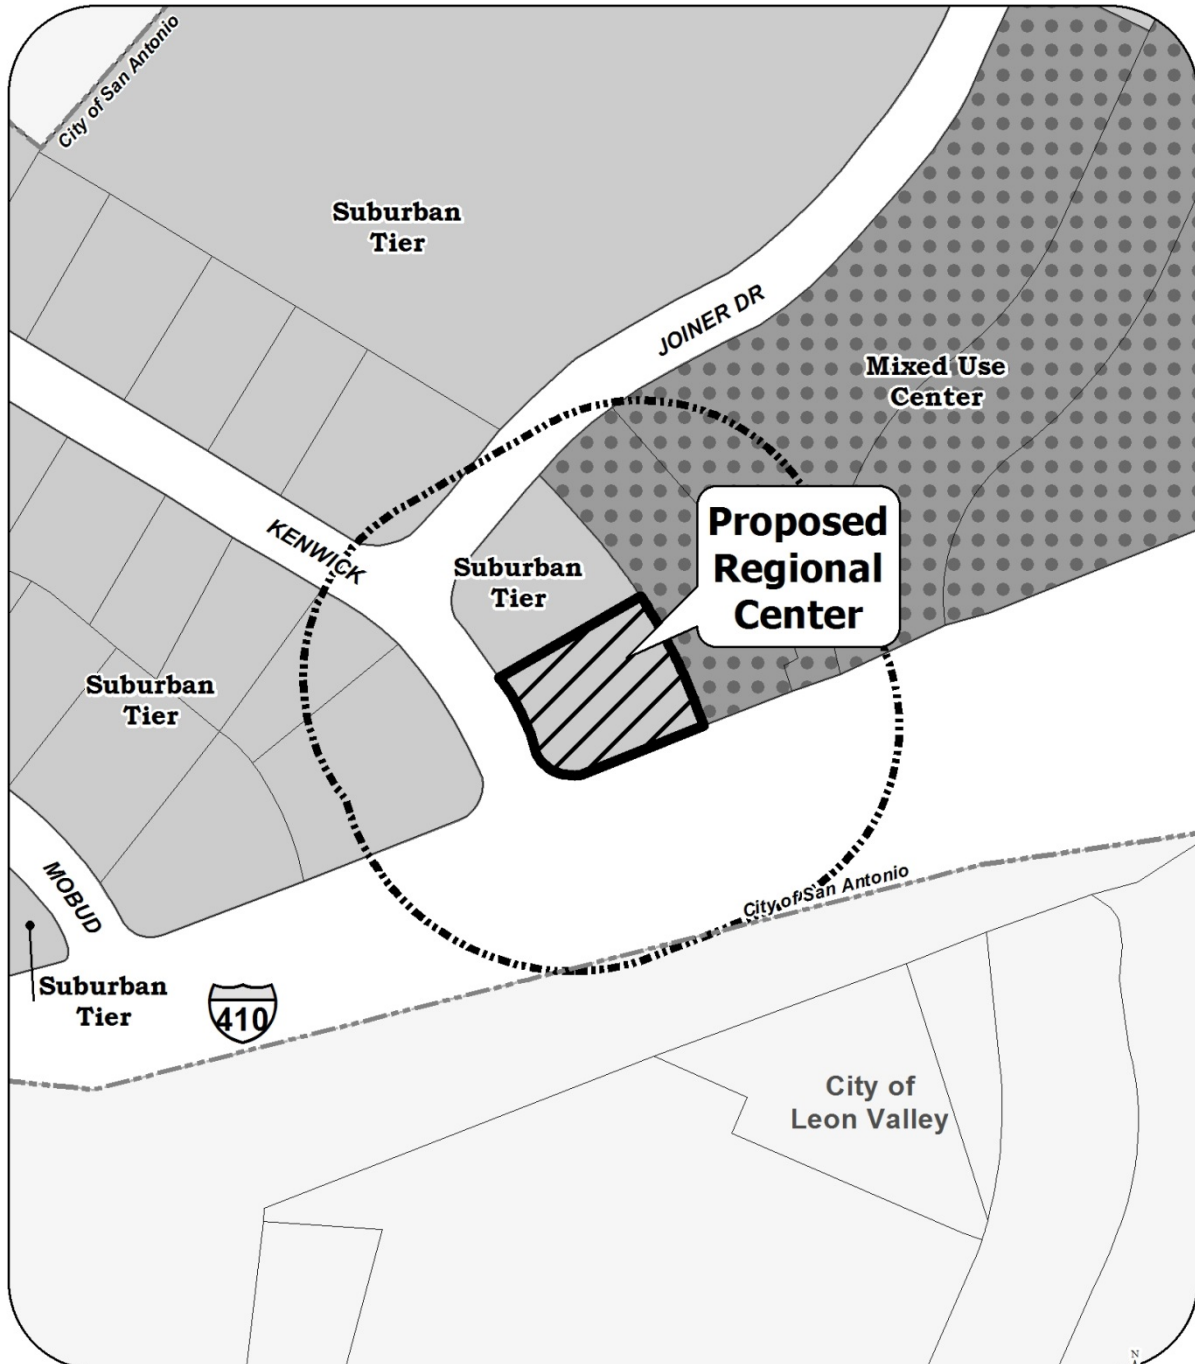 City of San Antonio
Suburban
Tier
JOINER DR
Mixed Use
Center
KENWICK
Proposed
Regional
Center
Suburban
Tier
Suburban
Tier
MOBUD
City of San Antonio
Suburban
Tier
410
City of
Leon Valley
N